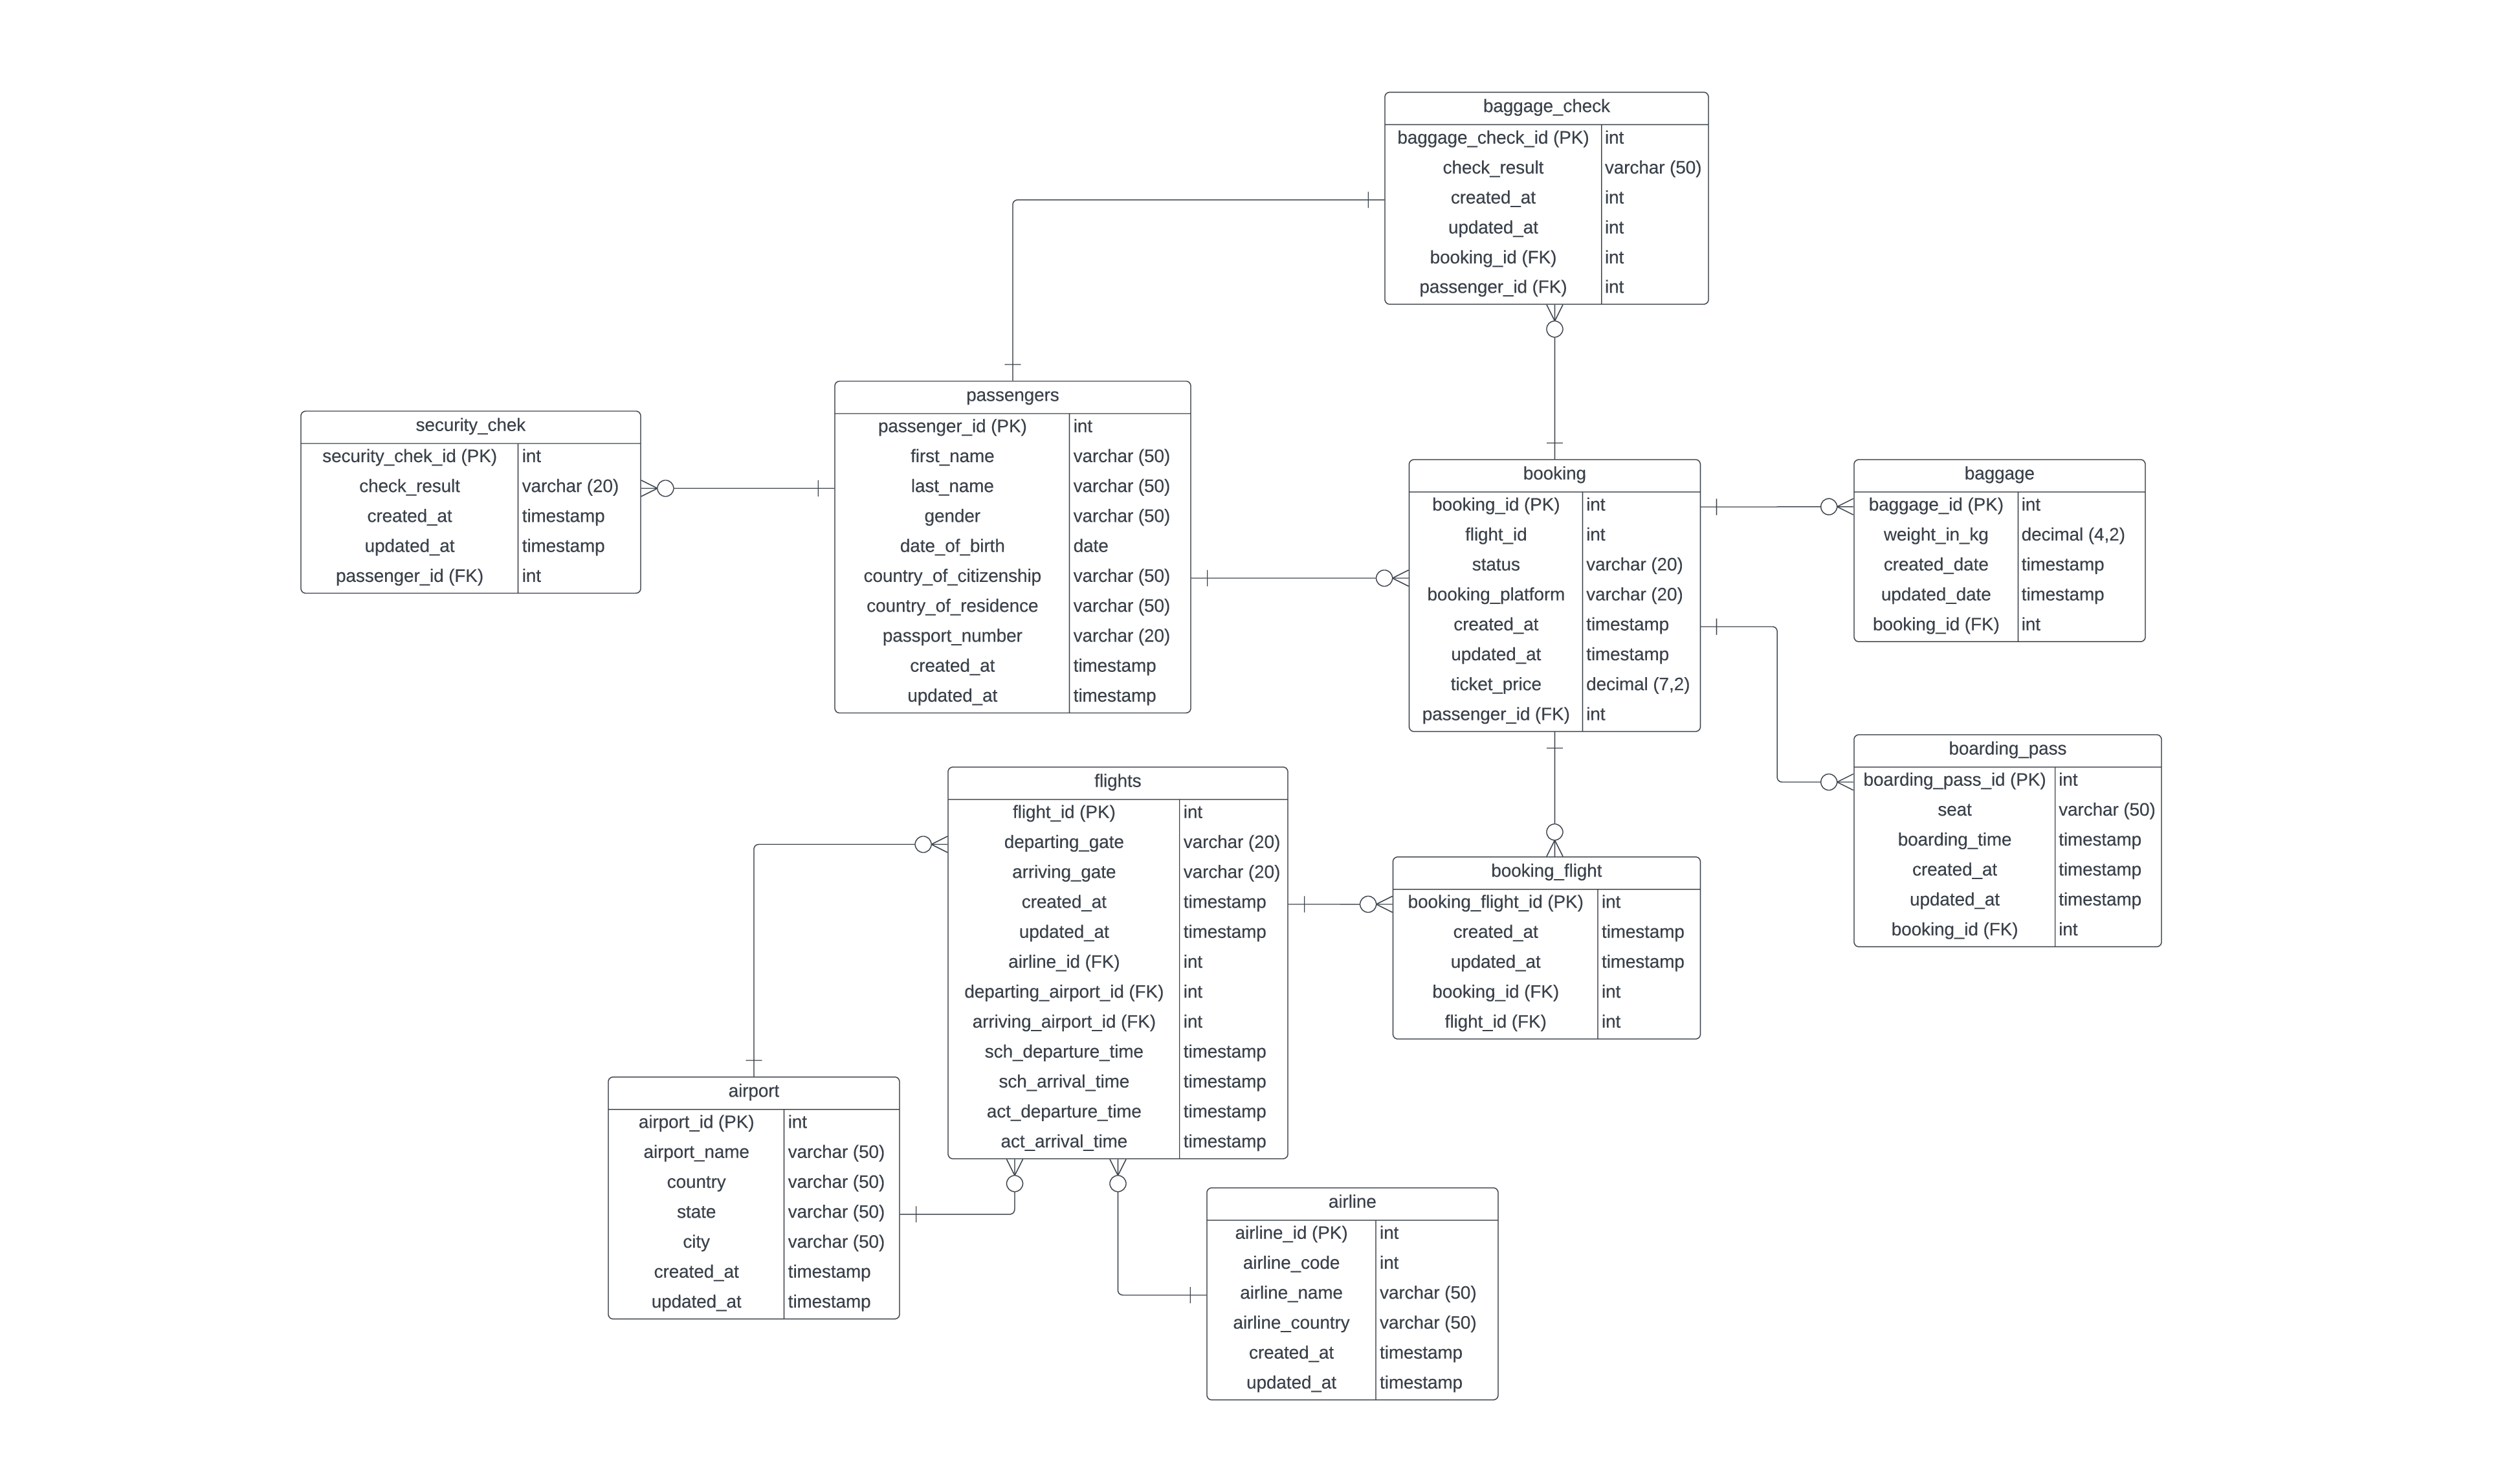 baggage_check
baggage_check_id (PK) int
check_result varchar (50)
created_at int
updated_at int
booking_id (FK) int
passenger_id (FK) int
passengers
passenger_id (PK) int
first_name varchar (50)
last_name varchar (50)
gender varchar (50)
date_of_birth date
country_of_citizenship varchar (50)
country_of_residence varchar (50)
passport_number varchar (20)
created_at timestamp
updated_at timestamp
security_chek
security_chek_id (PK) int
check_result varchar (20)
created_at timestamp
updated_at timestamp
passenger_id (FK) int
booking
booking_id (PK) int
flight_id int
status varchar (20)
booking_platform varchar (20)
created_at timestamp
updated_at timestamp
ticket_price decimal (7,2)
passenger_id (FK) int
baggage
baggage_id (PK) int
weight_in_kg decimal (4,2)
created_date timestamp
updated_date timestamp
booking_id (FK) int
boarding_pass
boarding_pass_id (PK) int
seat varchar (50)
boarding_time timestamp
created_at timestamp
updated_at timestamp
booking_id (FK) int
flights
flight_id (PK) int
departing_gate varchar (20)
arriving_gate varchar (20)
created_at timestamp
updated_at timestamp
airline_id (FK) int
departing_airport_id (FK) int
arriving_airport_id (FK) int
sch_departure_time timestamp
sch_arrival_time timestamp
act_departure_time timestamp
act_arrival_time timestamp
booking_flight
booking_flight_id (PK) int
created_at timestamp
updated_at timestamp
booking_id (FK) int
flight_id (FK) int
airport
airport_id (PK) int
airport_name varchar (50)
country varchar (50)
state varchar (50)
city varchar (50)
created_at timestamp
updated_at timestamp
airline
airline_id (PK) int
airline_code int
airline_name varchar (50)
airline_country varchar (50)
created_at timestamp
updated_at timestamp